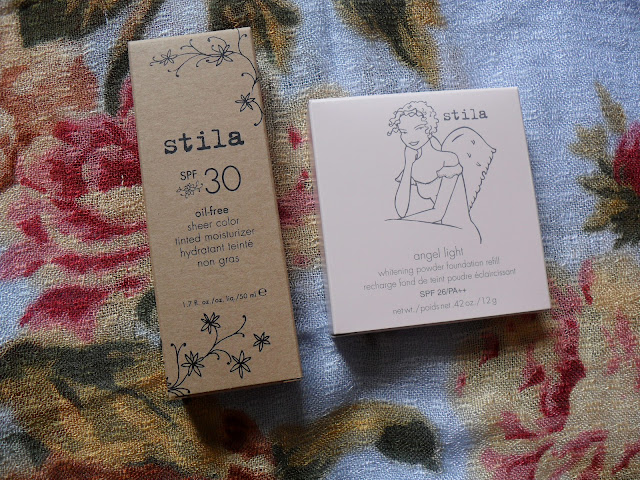 stila
SPF
30
oil-free
sheer color
tinted moisturizer
hydratant teinté
non gras
1.7 fl. oz./oz. liq./50 ml e
stila
angel light
whitening powder foundation refill
recharge fond de teint poudre éclaircissant
SPF 26/PA++
net wt./poids net .42 oz./12g